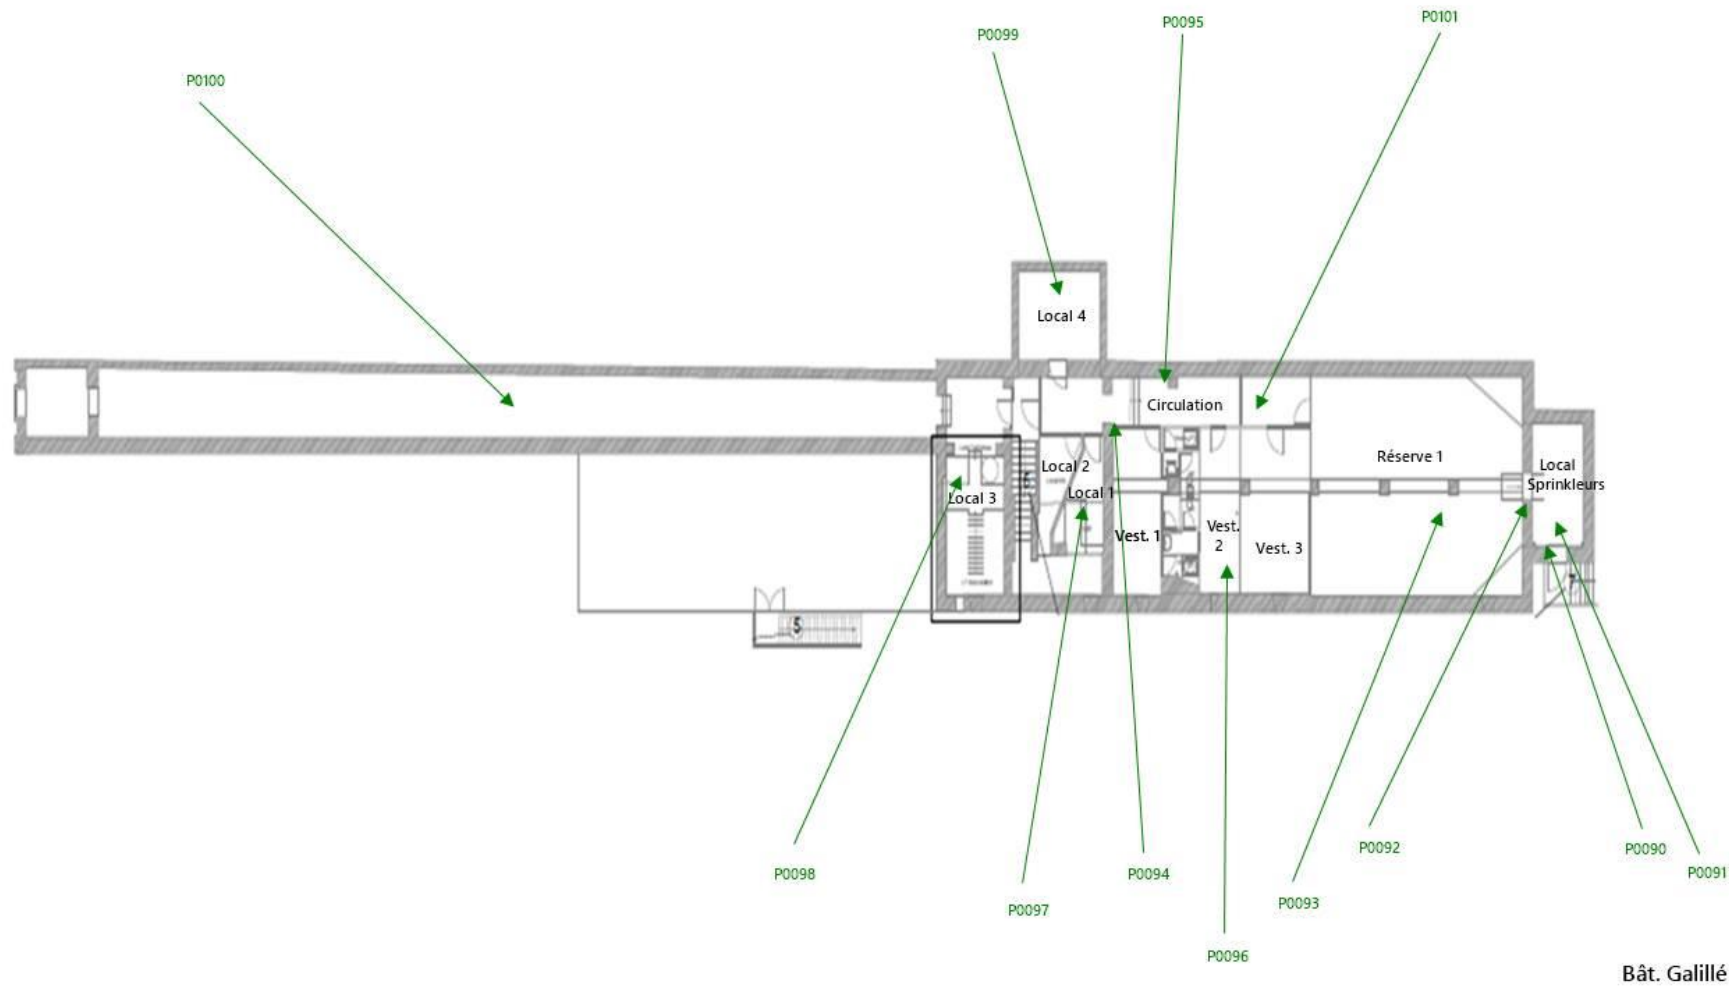 P0101
P0095
P0099
P0100
Local 4
Circulation
Réserve 1
Local 2
Local
Sprinkleurs
Local 1
Local 3
Vest. 1
Vest.
2
Vest. 3
5
P0092
P0090
P0098
P0094
P0091
P0093
P0097
P0096
Bât. Galillé